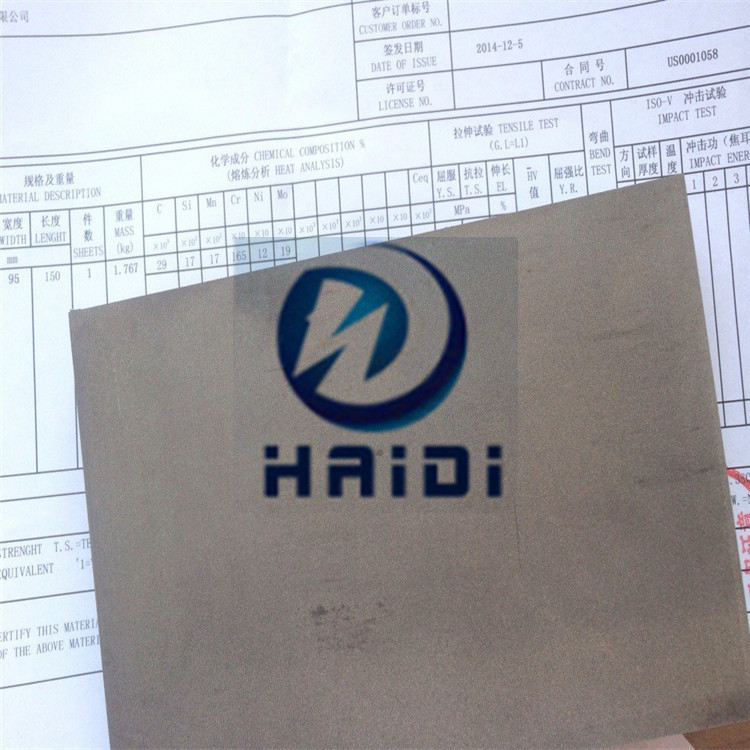 限公司
客户订单标号
CUSTOMER ORDER NO.
签发日期
DATE OF ISSUE
2014-12-5
许可证号
LICENSE NO.
合同号
CONTRACT NO.
US0001058
规格及重量
MATERIAL DESCRIPTION
化学成分 CHEMICAL COMPOSITION %
(熔炼分析 HEAT ANALYSIS)
拉伸试验 TENSILE TEST
(G.L=L1)
弯曲
BEND
TEST
ISO-V 冲击试验
IMPACT TEST
宽度
WIDTH
mm
长度
LENGHT
件数
SHEETS
重量
MASS
(kg)
C Si Mn Cr Ni Mo Ceq
屈服
Y.S.
抗拉
T.S.
MPa
伸长
EL
%
HV
值
屈强比
Y.R.
方向
试样
厚度
温度
冲击功(焦耳
IMPACT ENER
1 2 3
95 150 1 1.767 29 17 17 165 12 19
HAiDi
STRENGHT T.S.=TE
EQUIVALENT
ERTIFY THIS MATERIA
OF THE ABOVE MATERI